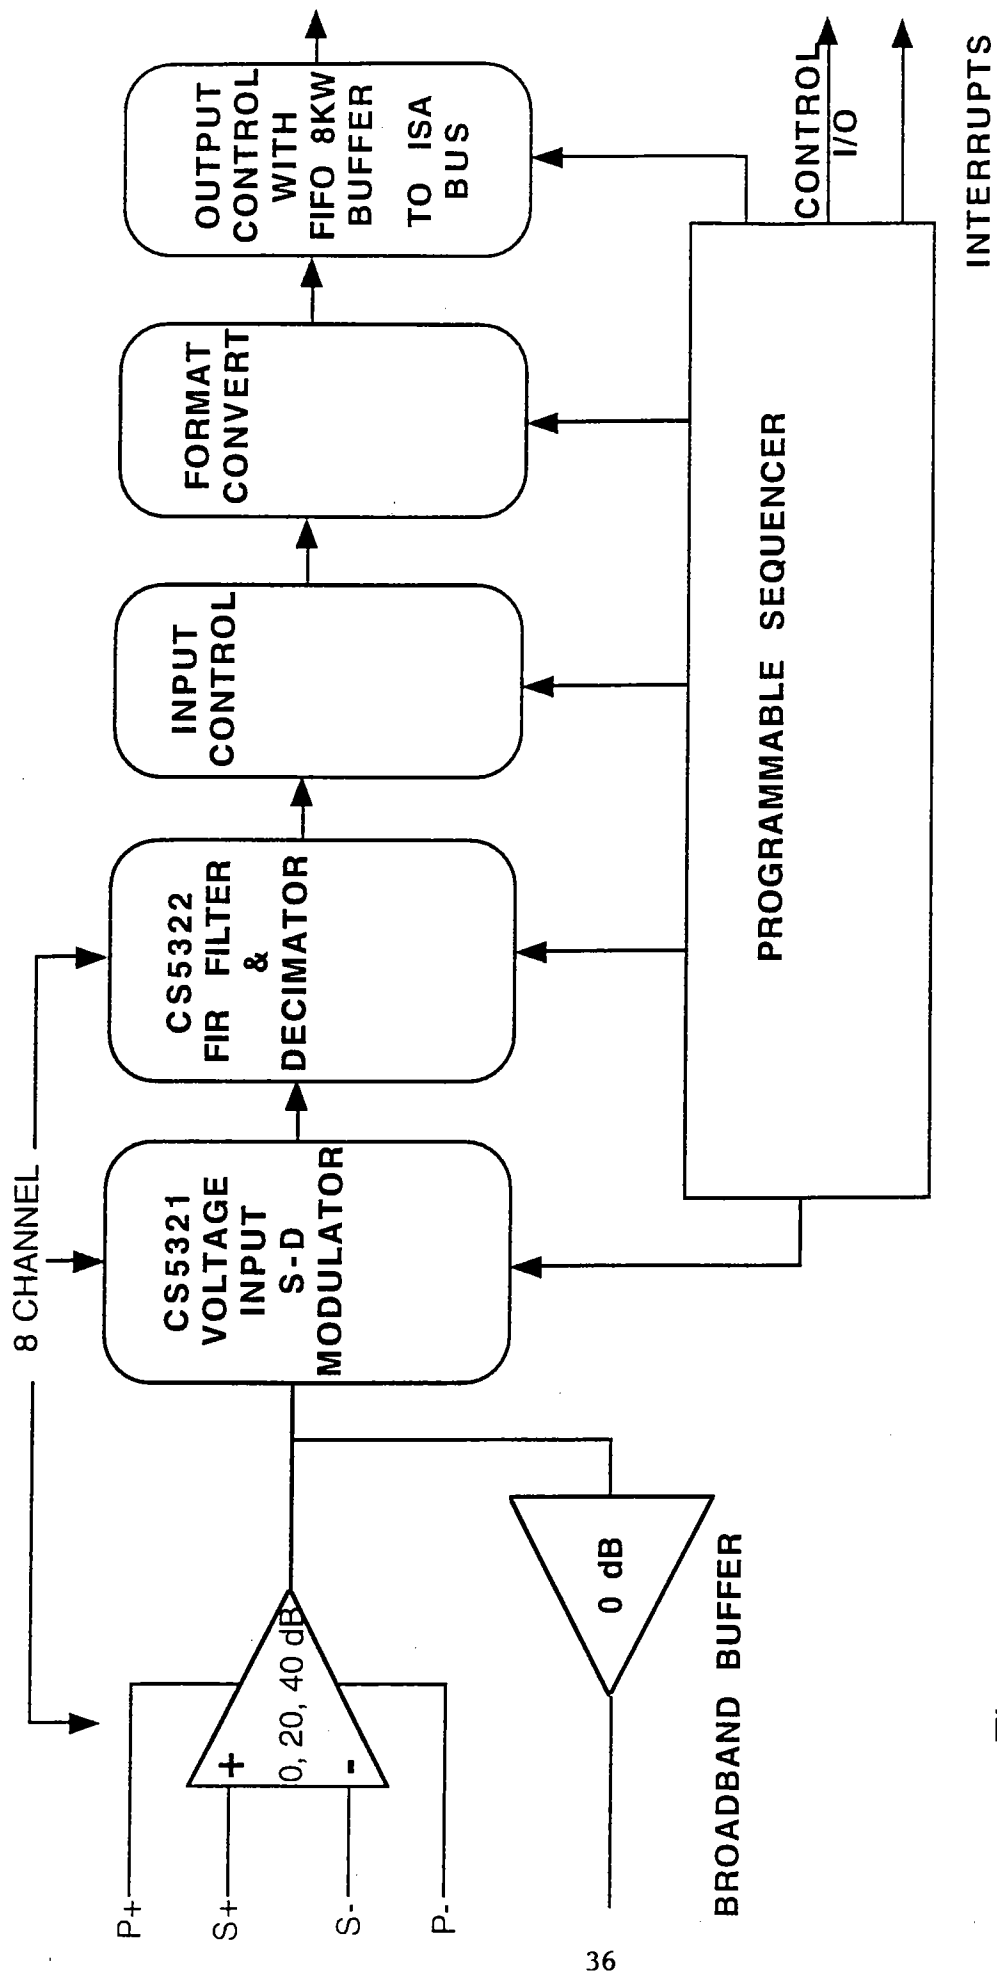 8 CHANNEL
P+
S+
S-
P-
+
-
0, 20, 40 dB
CS5321
VOLTAGE
INPUT
S-D
MODULATOR
CS5322
FIR FILTER
&
DECIMATOR
INPUT
CONTROL
FORMAT
CONVERT
OUTPUT
CONTROL
WITH
FIFO 8KW
BUFFER
TO ISA
BUS
0 dB
BROADBAND BUFFER
PROGRAMMABLE SEQUENCER
CONTROL
I/O
INTERRUPTS
36